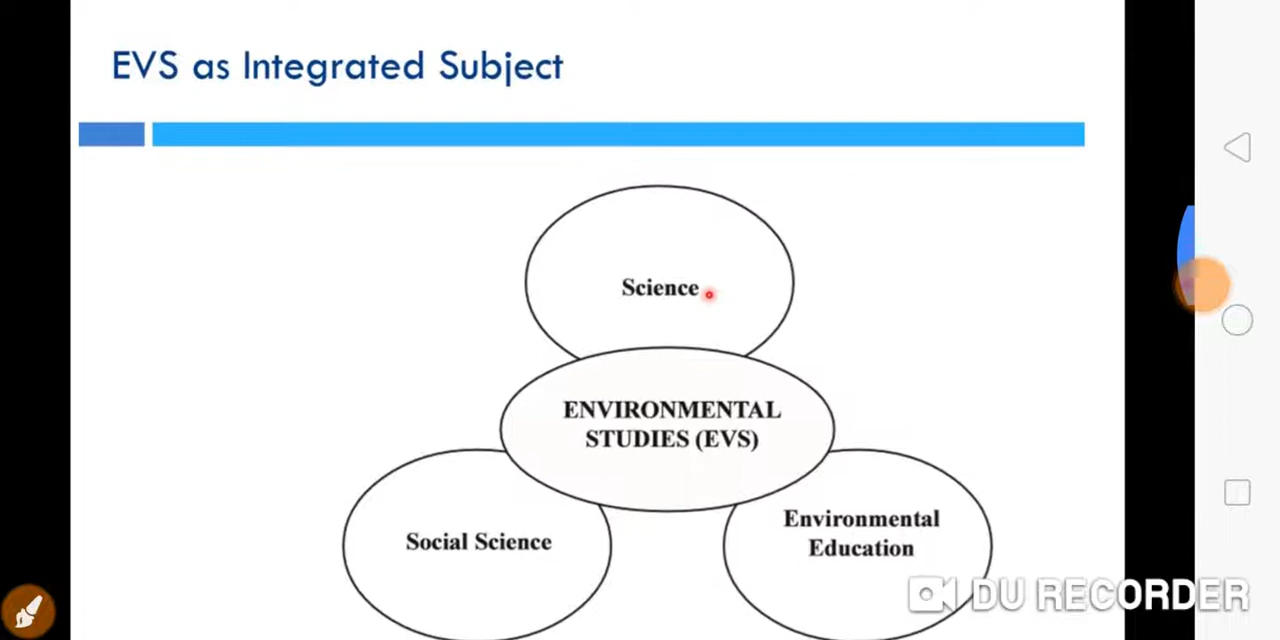 EVS as Integrated Subject
Science
ENVIRONMENTAL
STUDIES (EVS)
Social Science
Environmental
Education
DU RECORDER